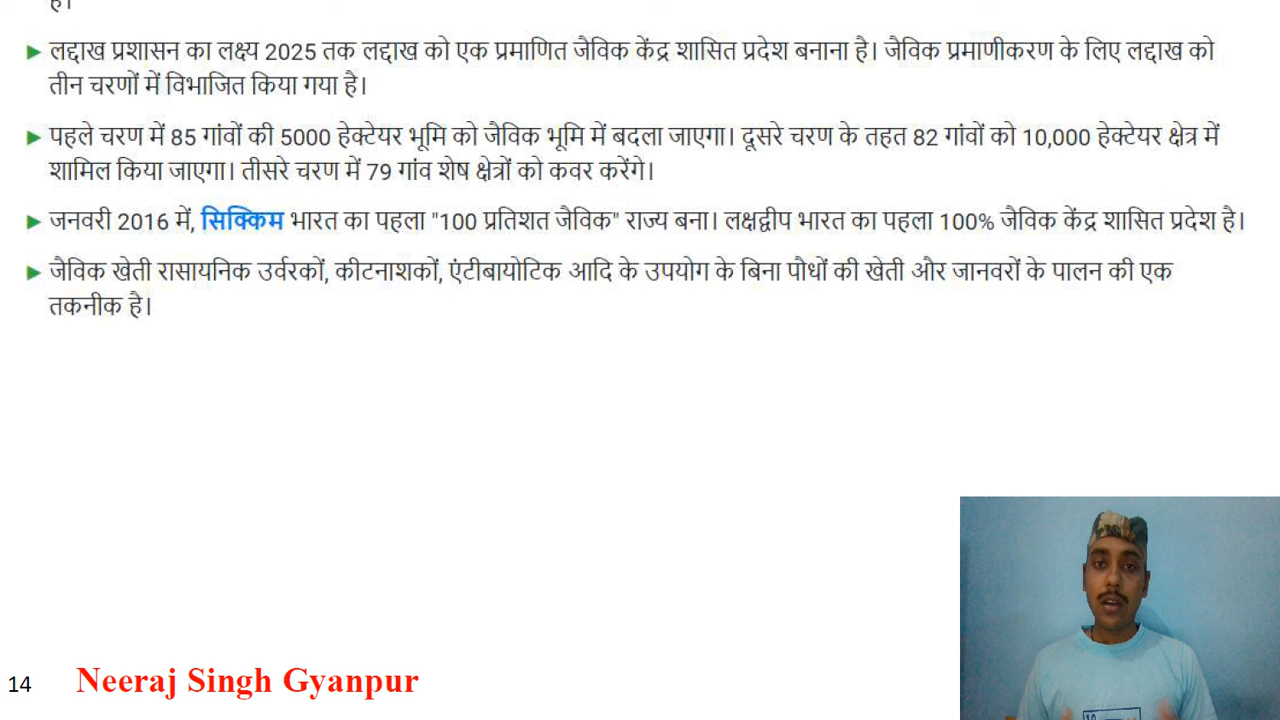 है।
► लद्दाख प्रशासन का लक्ष्य 2025 तक लद्दाख को एक प्रमाणित जैविक केंद्र शासित प्रदेश बनाना है। जैविक प्रमाणीकरण के लिए लद्दाख को
तीन चरणों में विभाजित किया गया है।
► पहले चरण में 85 गांवों की 5000 हेक्टेयर भूमि को जैविक भूमि में बदला जाएगा। दूसरे चरण के तहत 82 गांवों को 10,000 हेक्टेयर क्षेत्र में
शामिल किया जाएगा। तीसरे चरण में 79 गांव शेष क्षेत्रों को कवर करेंगे।
► जनवरी 2016 में, सिक्किम भारत का पहला "100 प्रतिशत जैविक" राज्य बना। लक्षद्वीप भारत का पहला 100% जैविक केंद्र शासित प्रदेश है।
► जैविक खेती रासायनिक उर्वरकों, कीटनाशकों, एंटीबायोटिक आदि के उपयोग के बिना पौधों की खेती और जानवरों के पालन की एक
तकनीक है।
14 Neeraj Singh Gyanpur